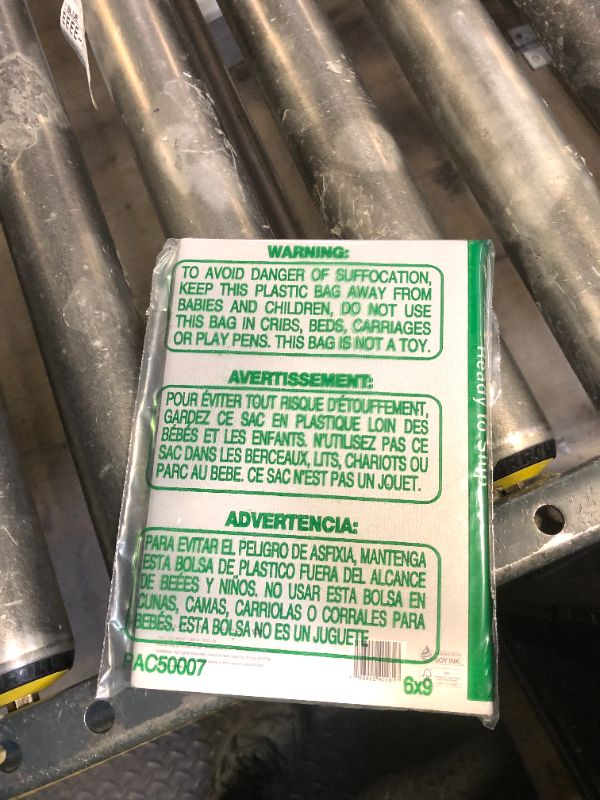 WARNING:
TO AVOID DANGER OF SUFFOCATION,
KEEP THIS PLASTIC BAG AWAY FROM
BABIES AND CHILDREN, DO NOT USE
THIS BAG IN CRIBS, BEDS, CARRIAGES
OR PLAY PENS. THIS BAG IS NOT A TOY.
AVERTISSEMENT:
POUR ÉVITER TOUT RISQUE D'ÉTOUFFEMENT,
GARDEZ CE SAC EN PLASTIQUE LOIN DES
BÉBÉS ET LES ENFANTS. N'UTILISEZ PAS CE
SAC DANS LES BERCEAUX, LITS, CHARIOTS OU
PARC AU BEBE. CE SAC N'EST PAS UN JOUET.
ADVERTENCIA:
PARA EVITAR EL PELIGRO DE ASFIXIA, MANTENGA
ESTA BOLSA DE PLASTICO FUERA DEL ALCANCE
DE BEEES Y NIÑOS. NO USAR ESTA BOLSA EN
CUNAS, CAMAS, CARRIOLAS O CORRALES PARA
BEBÉS. ESTA BOLSA NO ES UN JUGUETE
PAC50007
6x9
SOY INK
Ready to Ship